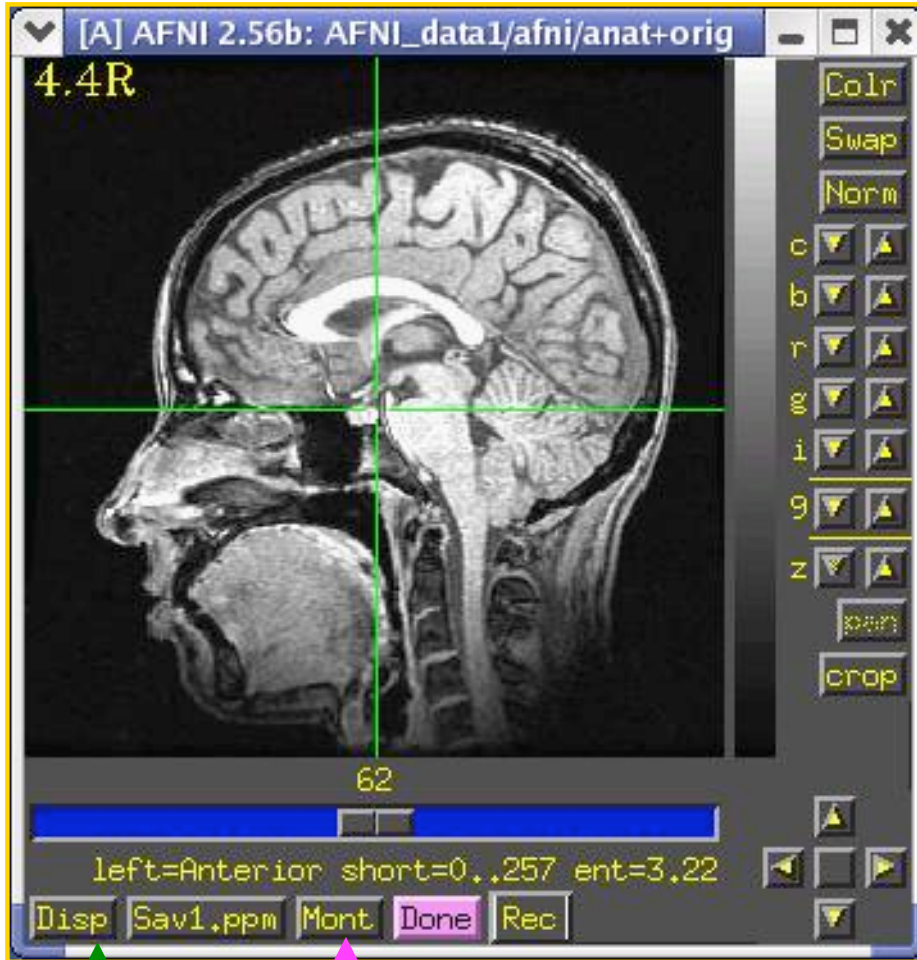 [A] AFNI 2.56b: AFNI_data1/afni/anat+orig
4.4R
Colr
Swap
Norm
c
b
r
g
i
9
z
pan
crop
62
left=Anterior short=0..257 ent=3.22
Disp Sav1.ppm Mont Done Rec